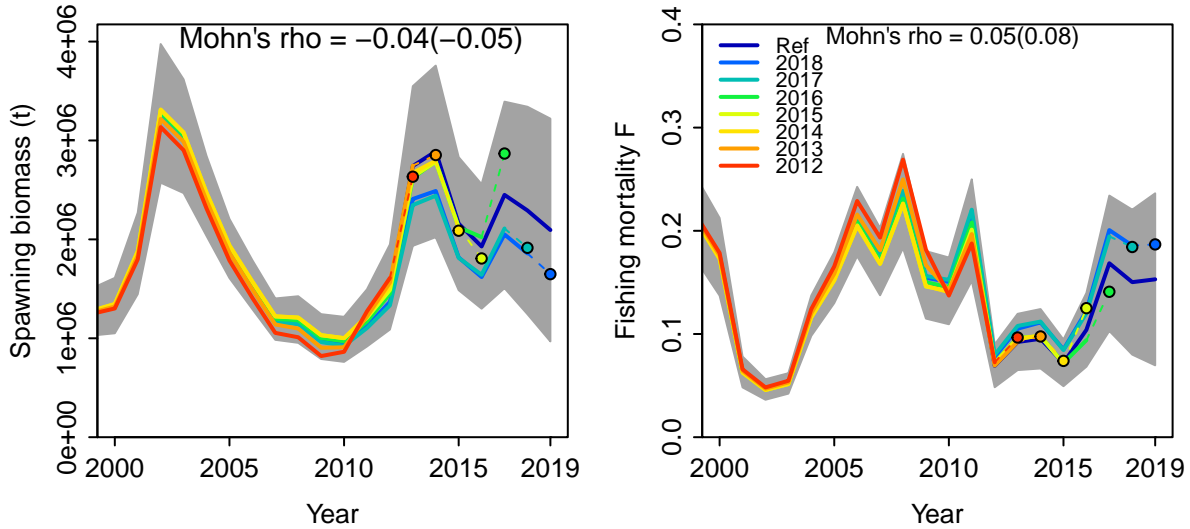 Mohn's rho = −0.04(−0.05)
Spawning biomass (t)
0e+00
1e+06
2e+06
3e+06
4e+06
2000
2005
2010
2015
2019
Year
Mohn's rho = 0.05(0.08)
Ref
2018
2017
2016
2015
2014
2013
2012
Fishing mortality F
0.0
0.1
0.2
0.3
0.4
2000
2005
2010
2015
2019
Year